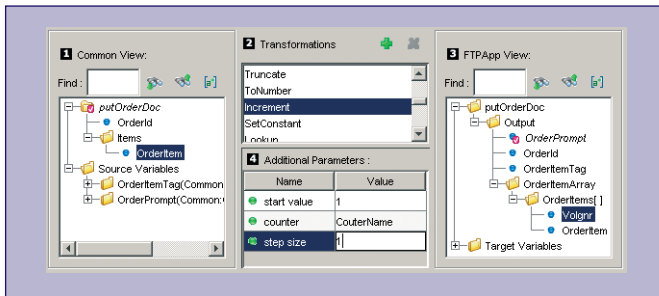 1 Common View:
Find :
[a*]
putOrderDoc
OrderId
Items
OrderItem
Source Variables
OrderItemTag(Common
OrderPrompt(Common:
2 Transformations
Truncate
ToNumber
Increment
SetConstant
Lookup
4 Additional Parameters :
Name Value
start value 1
counter CouterName
step size 1
3 FTPApp View:
Find :
[a*]
putOrderDoc
Output
OrderPrompt
OrderId
OrderItemTag
OrderItemArray
OrderItems[ ]
Volgnr
OrderItem
Target Variables